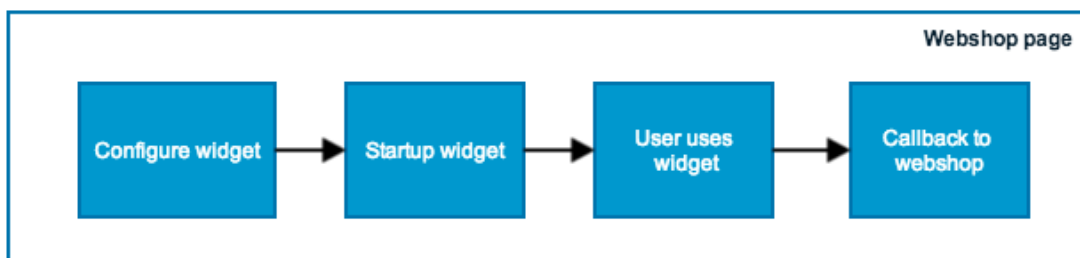 Webshop page
Configure widget
Startup widget
User uses
widget
Callback to
webshop